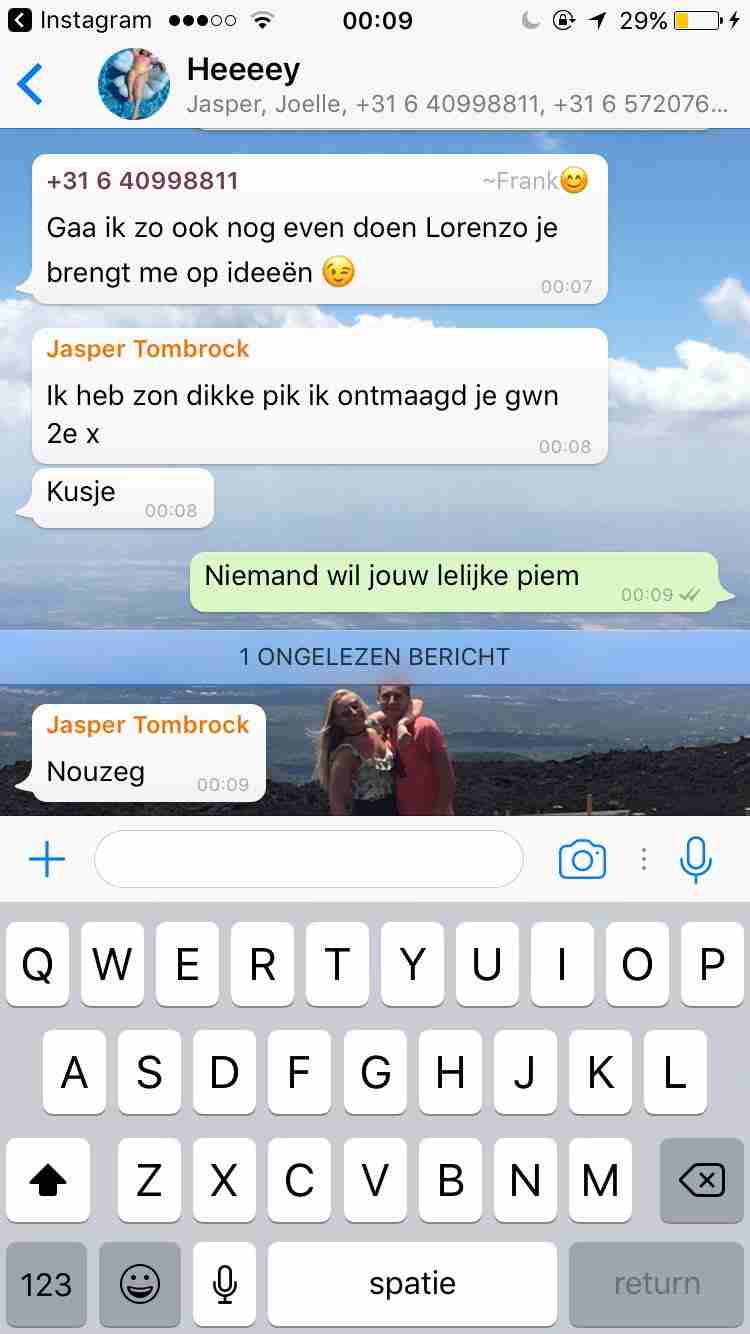 Instagram 00:09 29%
Heeeey
Jasper, Joelle, +31 6 40998811, +31 6 572076...
+31 6 40998811 ~Frank😊
Gaa ik zo ook nog even doen Lorenzo je
brengt me op ideeën 😉
00:07
Jasper Tombrock
Ik heb zon dikke pik ik ontmaagd je gwn
2e x
00:08
Kusje 00:08
Niemand wil jouw lelijke piem
00:09
1 ONGELEZEN BERICHT
Jasper Tombrock
Nouzeg 00:09
Q W E R T Y U I O P
A S D F G H J K L
Z X C V B N M
123 spatie return